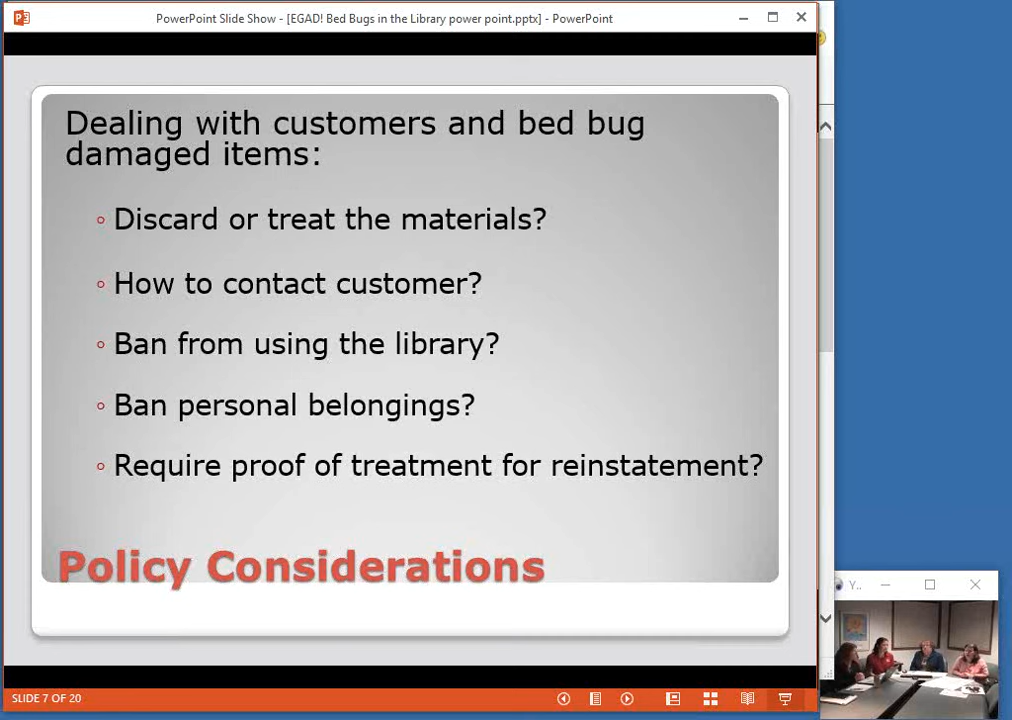 PowerPoint Slide Show - [EGAD! Bed Bugs in the Library power point.pptx] - PowerPoint
Dealing with customers and bed bug
damaged items:
◦ Discard or treat the materials?
◦ How to contact customer?
◦ Ban from using the library?
◦ Ban personal belongings?
◦ Require proof of treatment for reinstatement?
Policy Considerations
Y..
SLIDE 7 OF 20